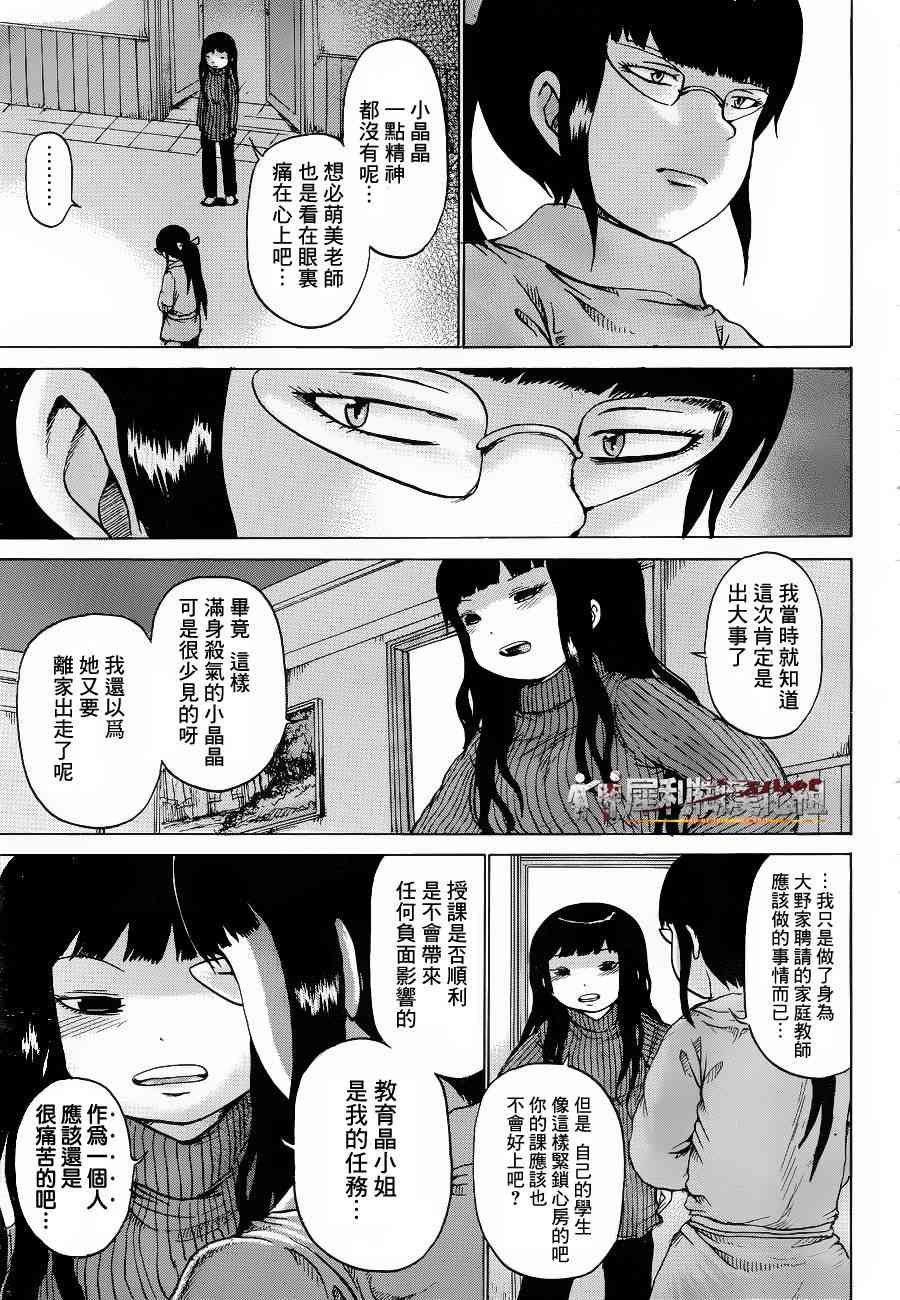 小晶晶
一點精神
都沒有呢…
想必萌美老師
也是看在眼裏
痛在心上吧…
………
我當時就知道
這次肯定是
出大事了
畢竟 這樣
滿身殺氣的小晶晶
可是很少見的呀
我還以爲
她又要
離家出走了呢
…我只是做了身為
大野家聘請的家庭教師
應該做的事情而已…
但是 自己的學生
像這樣緊鎖心房的吧
你的課應該也
不會好上吧？
授課是否順利
是不會帶來
任何負面影響的
教育晶小姐
是我的任務…
作爲一個人
應該還是
很痛苦的吧…